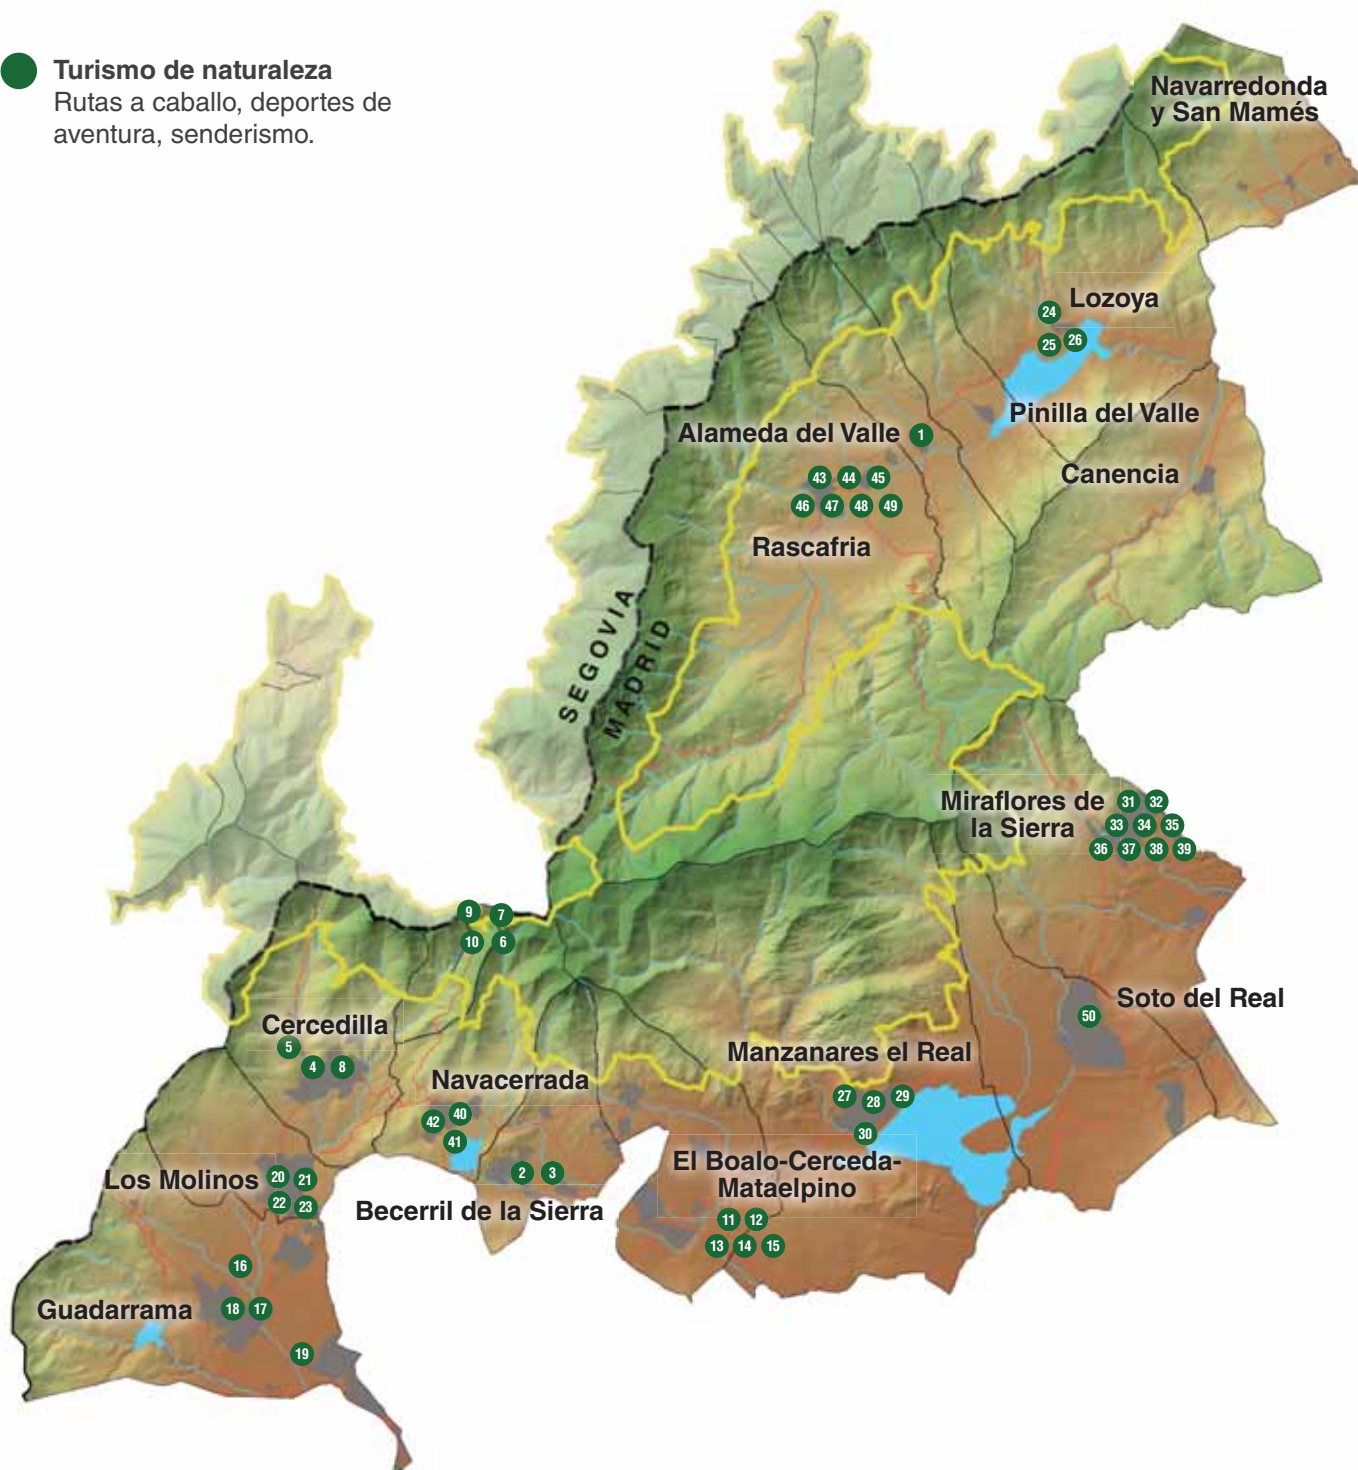 Turismo de naturaleza
Rutas a caballo, deportes de
aventura, senderismo.
Navarredonda
y San Mamés
Lozoya
24
25 26
Pinilla del Valle
Alameda del Valle 1
Canencia
43 44 45
46 47 48 49
Rascafria
SEGOVIA
MADRID
Miraflores de
la Sierra
31 32
33 34 35
36 37 38 39
9 7
10 6
Soto del Real
50
Cercedilla
5
4 8
Manzanares el Real
27 28 29
30
Navacerrada
42 40
41
2 3
Becerril de la Sierra
El Boalo-Cerceda-
Mataelpino
11 12
13 14 15
Los Molinos
20 21
22 23
16
Guadarrama
18 17
19